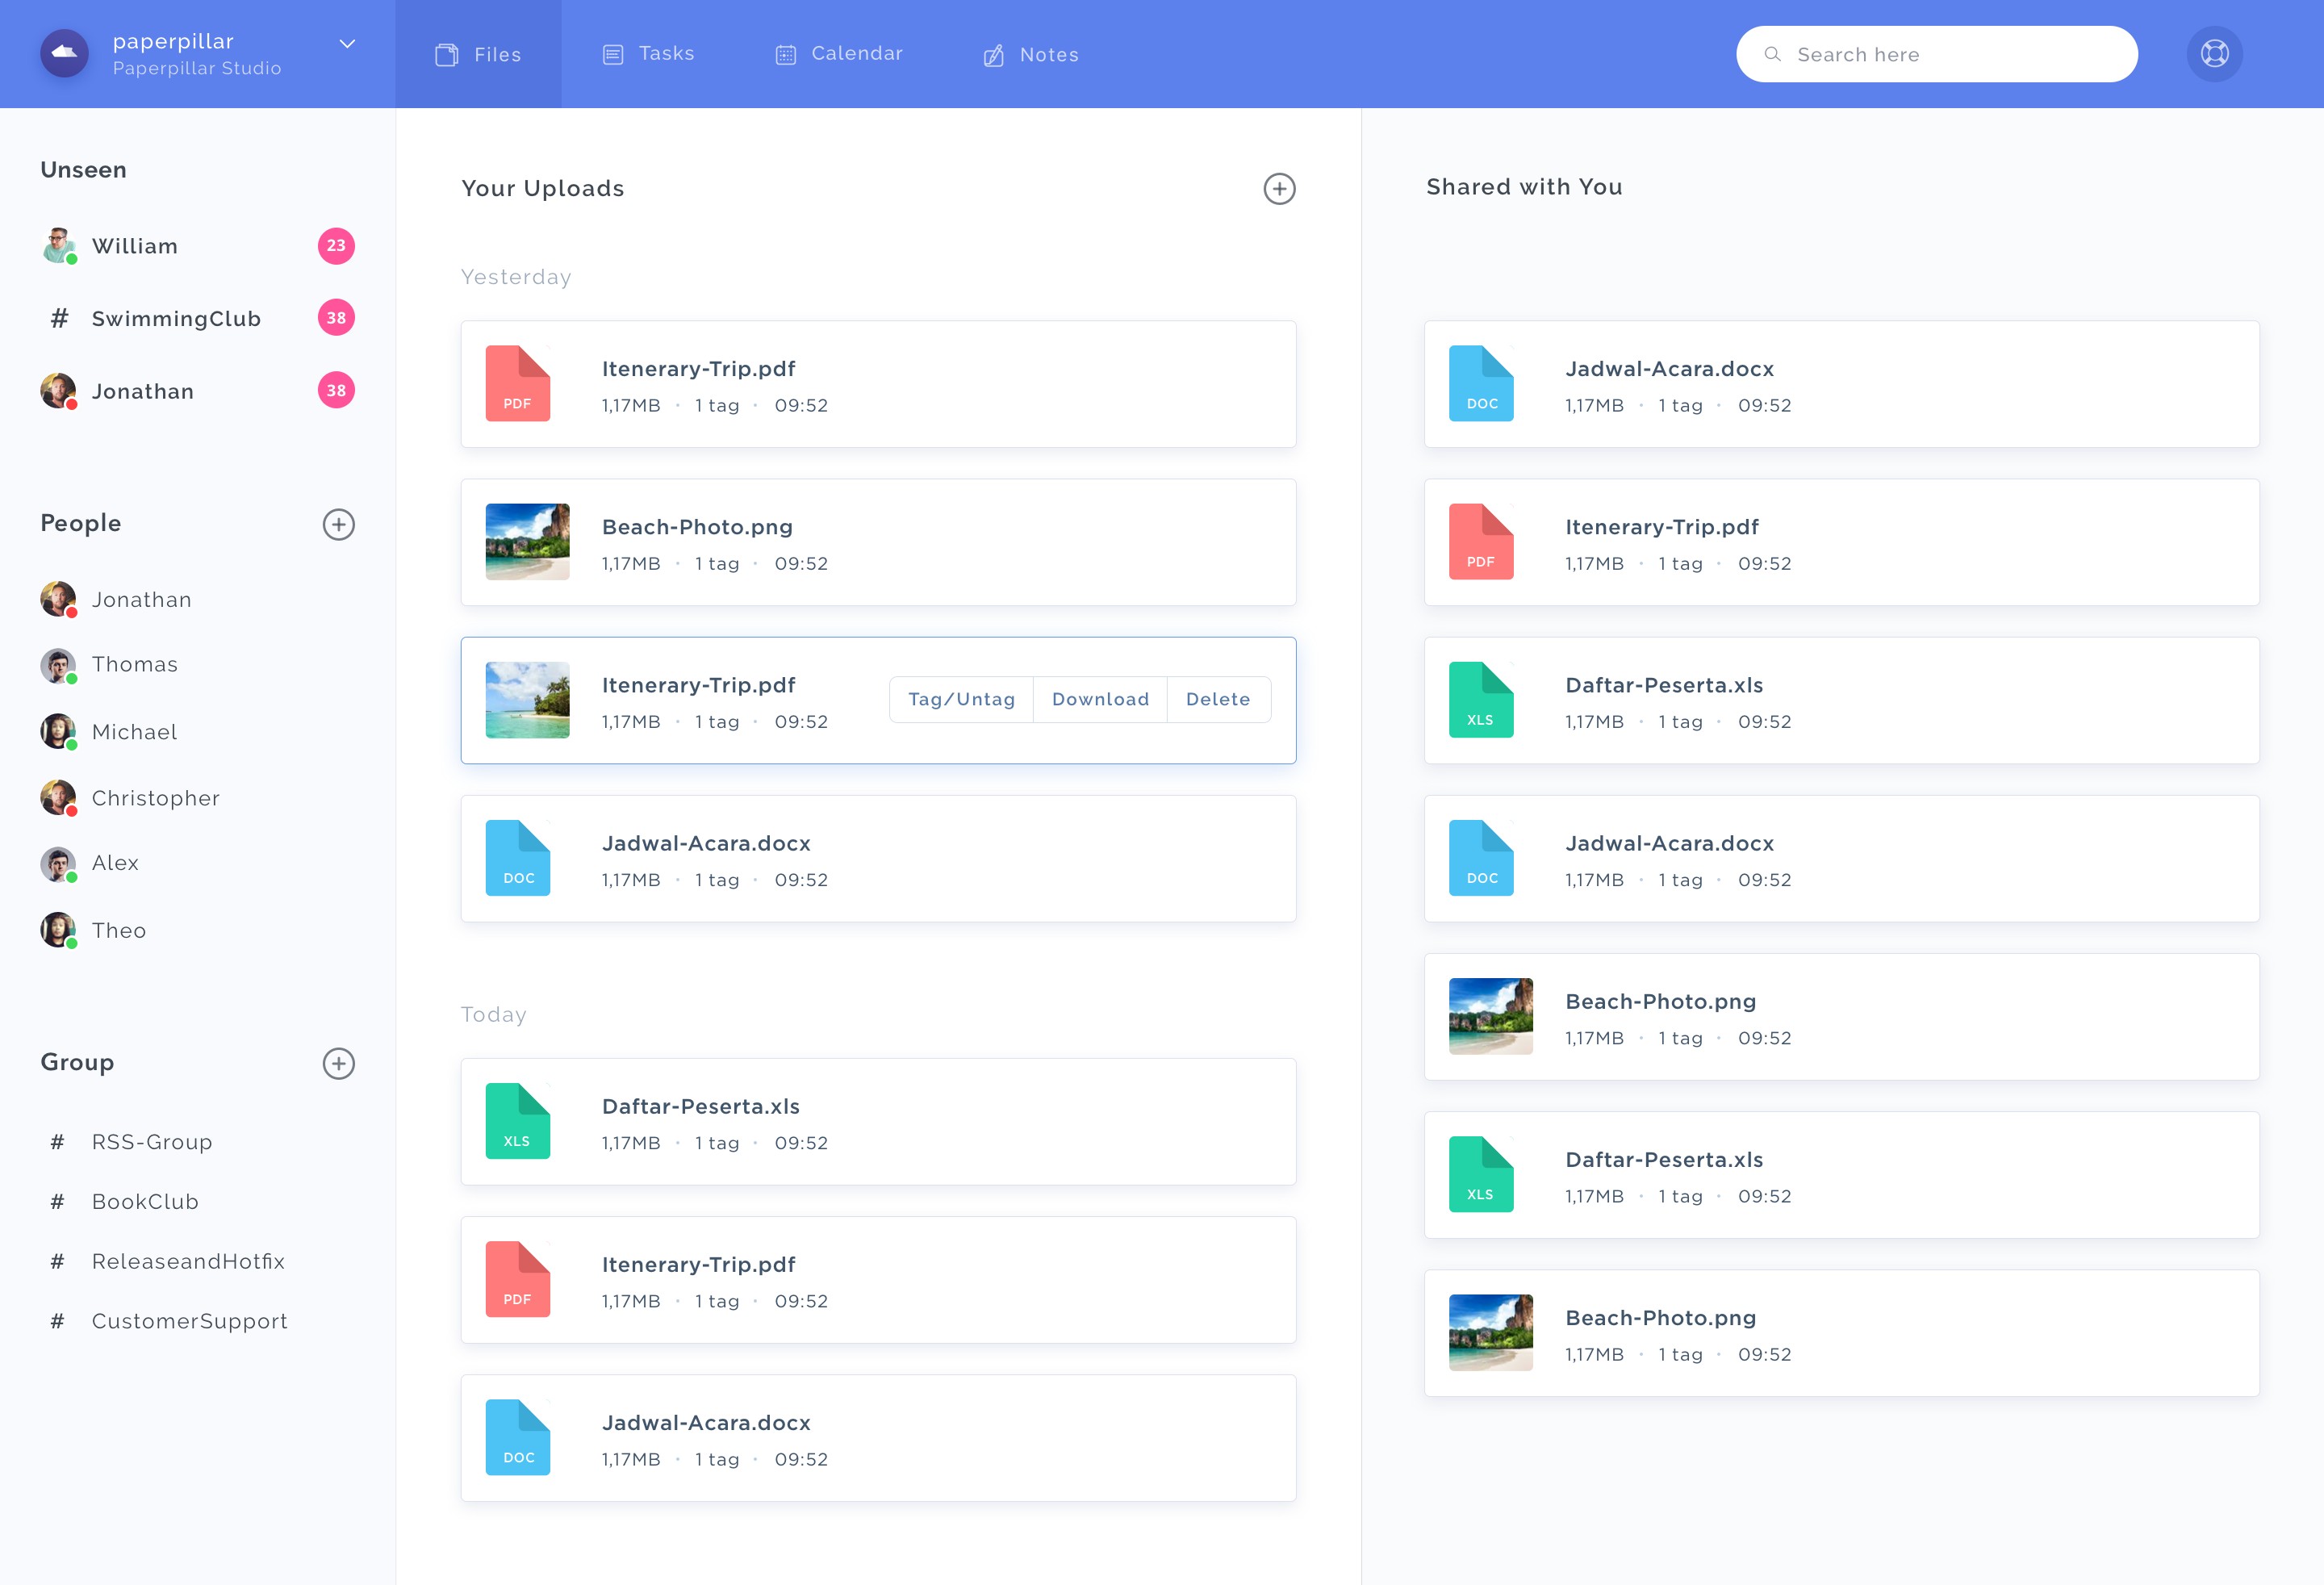 paperpillar
Paperpillar Studio
Files
Tasks
Calendar
Notes
Search here
Unseen
William
23
# SwimmingClub
38
Jonathan
38
People
Jonathan
Thomas
Michael
Christopher
Alex
Theo
Group
# RSS-Group
# BookClub
# ReleaseandHotfix
# CustomerSupport
Your Uploads
Yesterday
PDF
Itenerary-Trip.pdf
1,17MB · 1 tag · 09:52
Beach-Photo.png
1,17MB · 1 tag · 09:52
Itenerary-Trip.pdf
1,17MB · 1 tag · 09:52
Tag/Untag
Download
Delete
DOC
Jadwal-Acara.docx
1,17MB · 1 tag · 09:52
Today
XLS
Daftar-Peserta.xls
1,17MB · 1 tag · 09:52
PDF
Itenerary-Trip.pdf
1,17MB · 1 tag · 09:52
DOC
Jadwal-Acara.docx
1,17MB · 1 tag · 09:52
Shared with You
DOC
Jadwal-Acara.docx
1,17MB · 1 tag · 09:52
PDF
Itenerary-Trip.pdf
1,17MB · 1 tag · 09:52
XLS
Daftar-Peserta.xls
1,17MB · 1 tag · 09:52
DOC
Jadwal-Acara.docx
1,17MB · 1 tag · 09:52
Beach-Photo.png
1,17MB · 1 tag · 09:52
XLS
Daftar-Peserta.xls
1,17MB · 1 tag · 09:52
Beach-Photo.png
1,17MB · 1 tag · 09:52